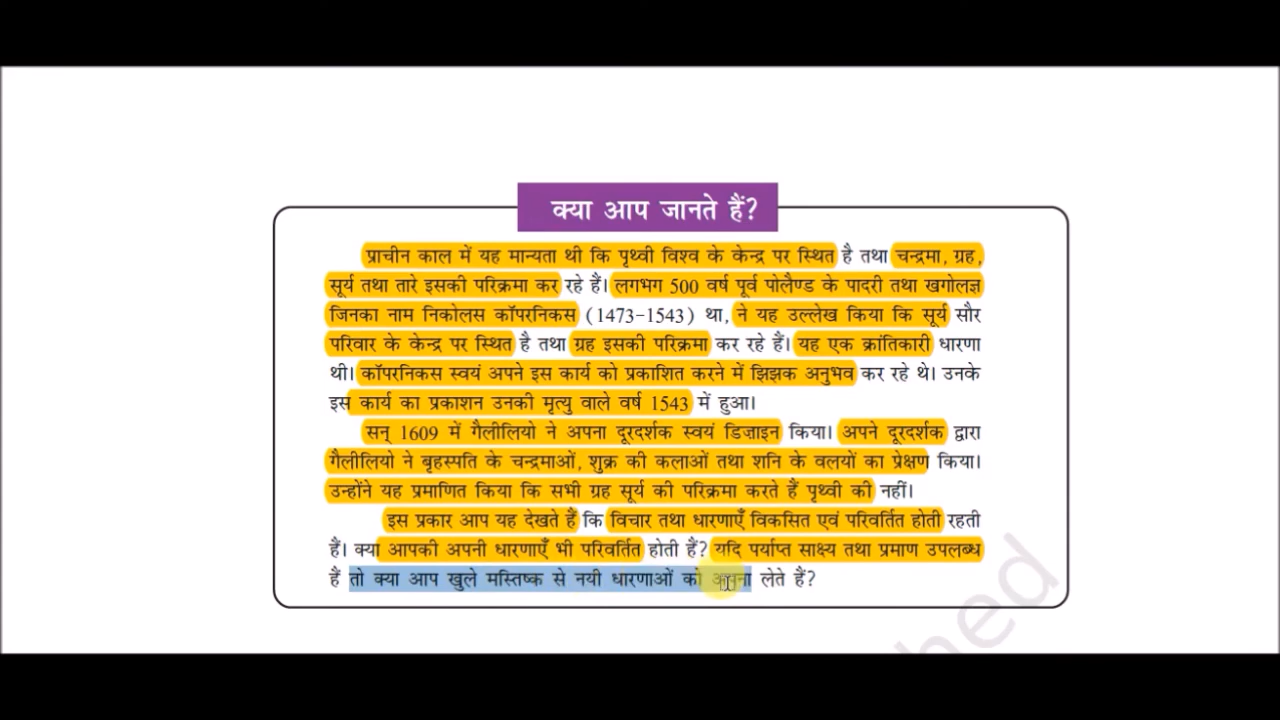 क्या आप जानते हैं?
प्राचीन काल में यह मान्यता थी कि पृथ्वी विश्व के केन्द्र पर स्थित है तथा चन्द्रमा, ग्रह,
सूर्य तथा तारे इसकी परिक्रमा कर रहे हैं। लगभग 500 वर्ष पूर्व पोलैण्ड के पादरी तथा खगोलज्ञ
जिनका नाम निकोलस कॉपरनिकस (1473-1543) था, ने यह उल्लेख किया कि सूर्य सौर
परिवार के केन्द्र पर स्थित है तथा ग्रह इसकी परिक्रमा कर रहे हैं। यह एक क्रांतिकारी धारणा
थी। कॉपरनिकस स्वयं अपने इस कार्य को प्रकाशित करने में झिझक अनुभव कर रहे थे। उनके
इस कार्य का प्रकाशन उनकी मृत्यु वाले वर्ष 1543 में हुआ।
सन् 1609 में गैलीलियो ने अपना दूरदर्शक स्वयं डिज़ाइन किया। अपने दूरदर्शक द्वारा
गैलीलियो ने बृहस्पति के चन्द्रमाओं, शुक्र की कलाओं तथा शनि के वलयों का प्रेक्षण किया।
उन्होंने यह प्रमाणित किया कि सभी ग्रह सूर्य की परिक्रमा करते हैं पृथ्वी की नहीं।
इस प्रकार आप यह देखते हैं कि विचार तथा धारणाएँ विकसित एवं परिवर्तित होती रहती
हैं। क्या आपकी अपनी धारणाएँ भी परिवर्तित होती हैं? यदि पर्याप्त साक्ष्य तथा प्रमाण उपलब्ध
हैं तो क्या आप खुले मस्तिष्क से नयी धारणाओं को अपना लेते हैं?
hed